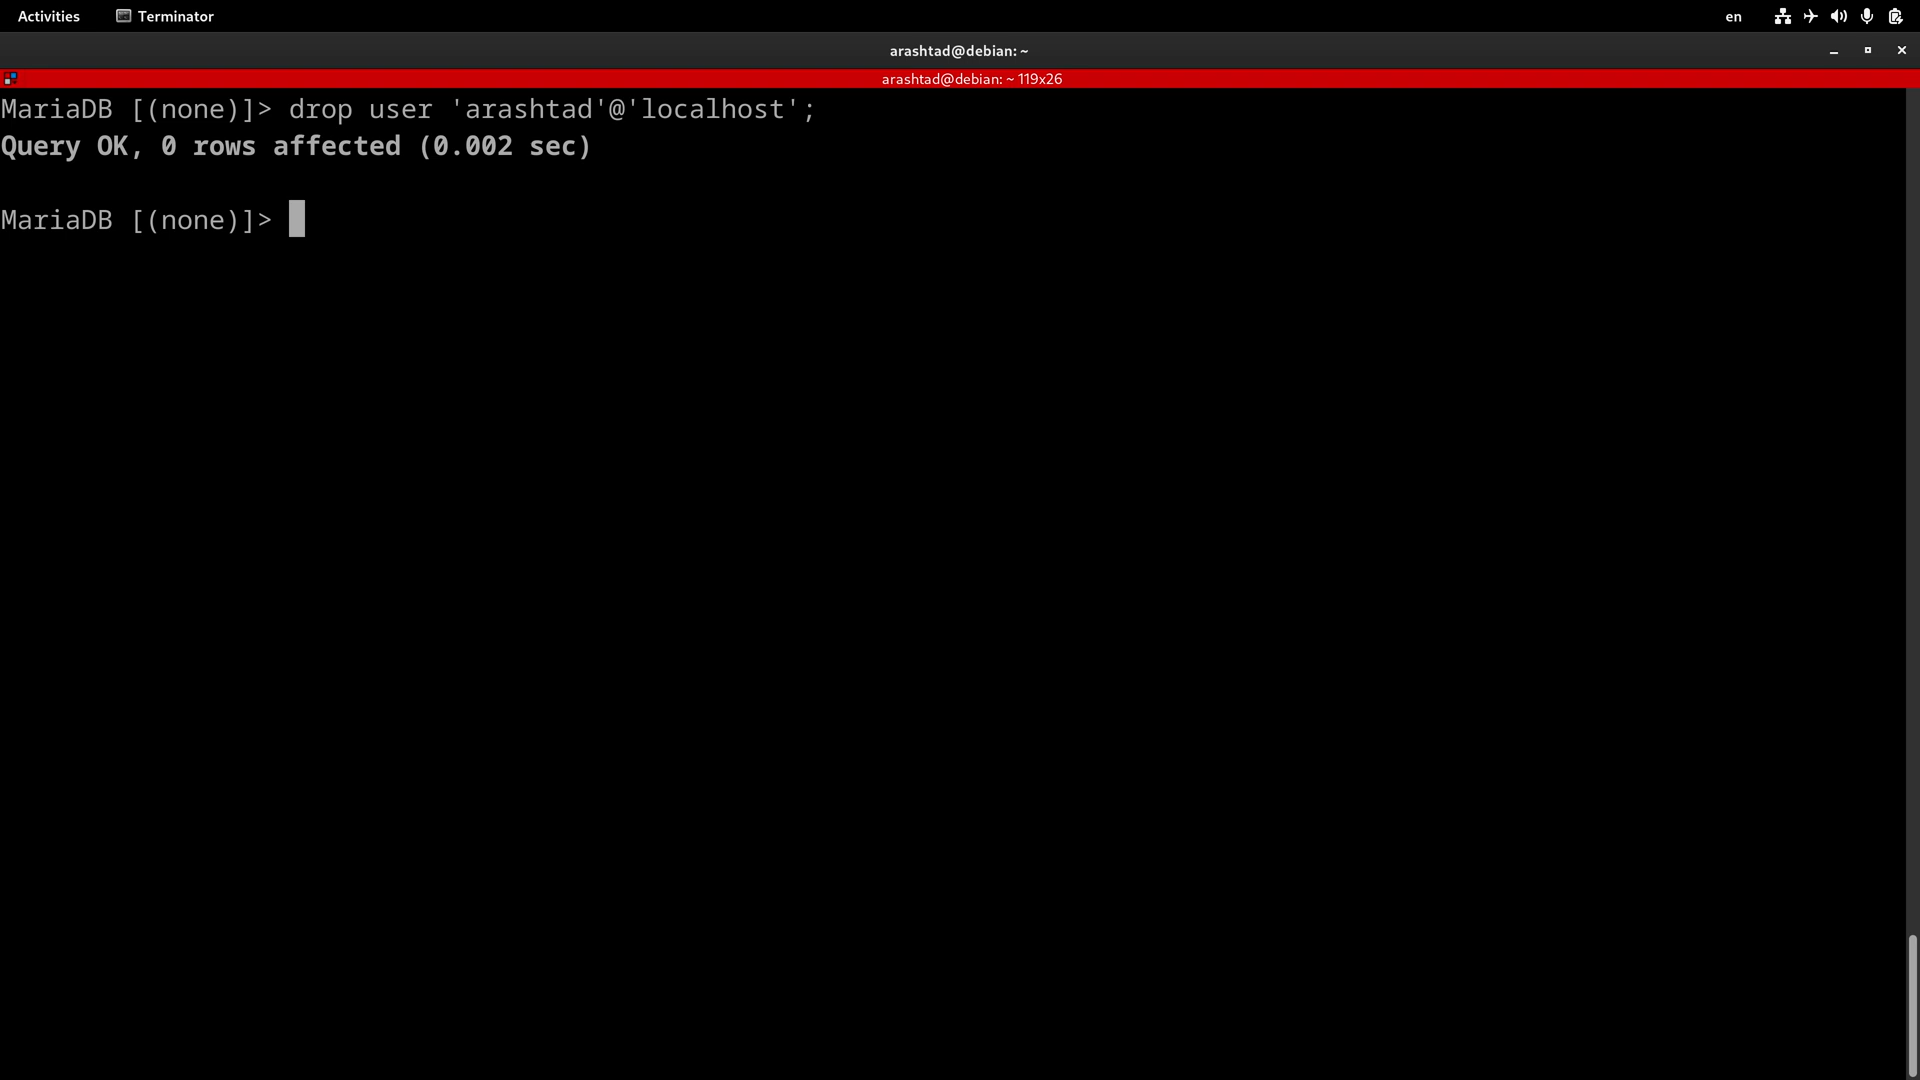 Activities Terminator en
arashtad@debian: ~
arashtad@debian: ~ 119x26
MariaDB [(none)]> drop user 'arashtad'@'localhost';
Query OK, 0 rows affected (0.002 sec)
MariaDB [(none)]>